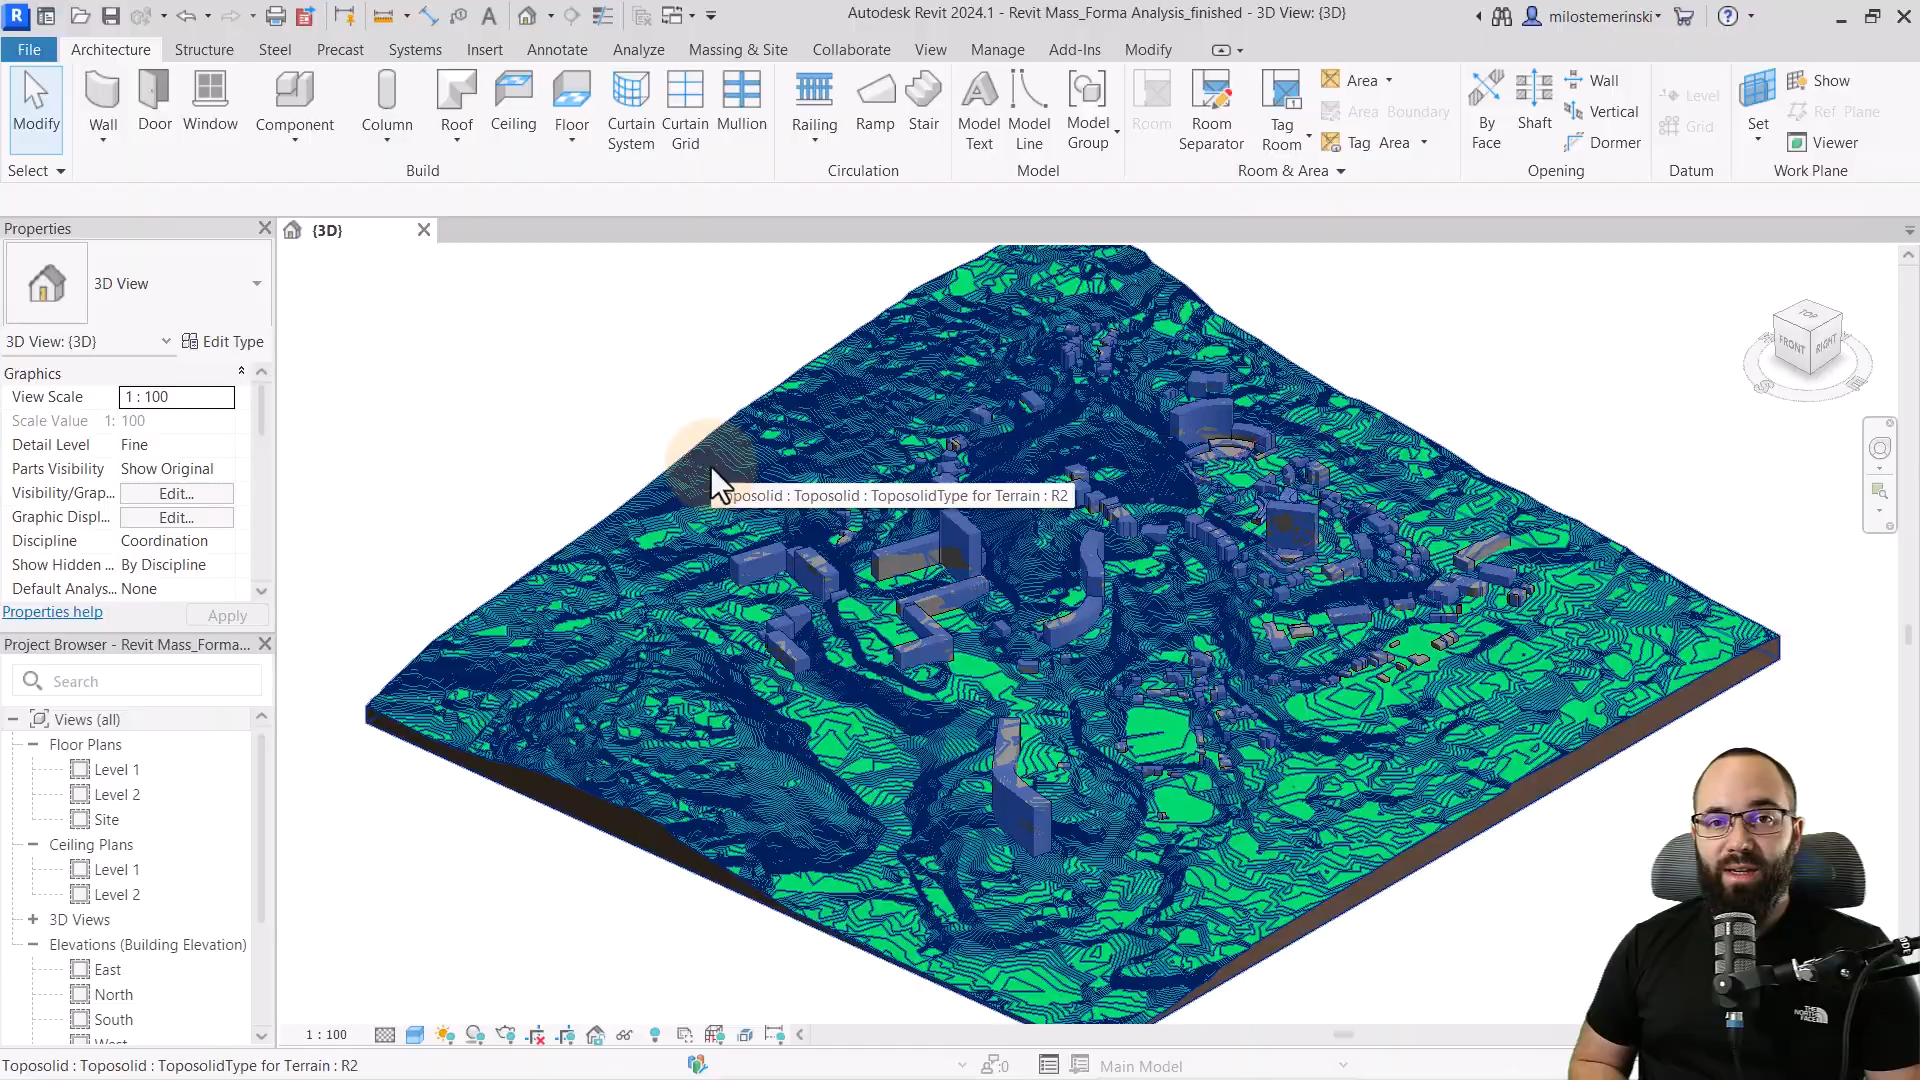 Autodesk Revit 2024.1 - Revit Mass_Forma Analysis_finished - 3D View: {3D}
milostemerinski
File
Architecture
Structure
Steel
Precast
Systems
Insert
Annotate
Analyze
Massing & Site
Collaborate
View
Manage
Add-Ins
Modify
Modify
Wall
Door
Window
Component
Column
Roof
Ceiling
Floor
Curtain System
Curtain Grid
Mullion
Railing
Ramp
Stair
Model Text
Model Line
Model Group
Room
Room Separator
Tag Room
Area
Area Boundary
Tag Area
By Face
Shaft
Wall
Vertical
Dormer
Level
Grid
Set
Show
Ref Plane
Viewer
Select
Build
Circulation
Model
Room & Area
Opening
Datum
Work Plane
Properties
{3D}
3D View
3D View: {3D}
Edit Type
Graphics
View Scale
1 : 100
Scale Value 1:
100
Detail Level
Fine
Parts Visibility
Show Original
Visibility/Grap...
Edit...
Graphic Displ...
Edit...
Discipline
Coordination
Show Hidden ...
By Discipline
Default Analys...
None
Properties help
Apply
Project Browser - Revit Mass_Forma...
Search
Views (all)
Floor Plans
Level 1
Level 2
Site
Ceiling Plans
Level 1
Level 2
3D Views
Elevations (Building Elevation)
East
North
South
posolid : Toposolid : ToposolidType for Terrain : R2
TOP
FRONT
RIGHT
1 : 100
Toposolid : Toposolid : ToposolidType for Terrain : R2
:0
Main Model
THE
NORTH
FACE